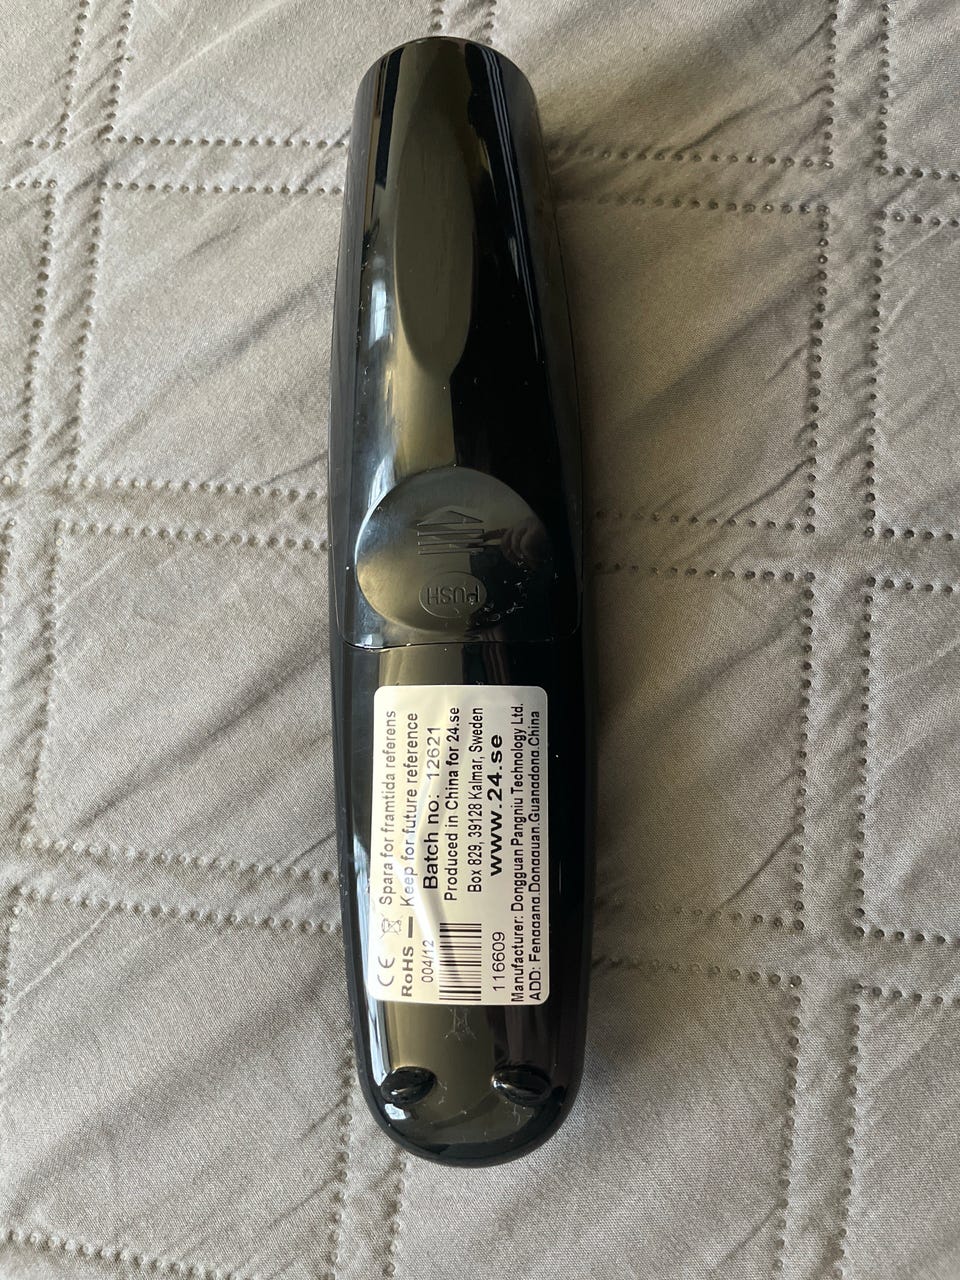 PUSH
CE
Spara for framtida referens
RoHS
Keep for future reference
004/12
Batch no: 12621
Produced in China for 24.se
Box 829, 39128 Kalmar, Sweden
116609
www.24.se
Manufacturer: Dongguan Pangniu Technology Ltd.
ADD: Fenggang.Dongguan.Guangdong.China